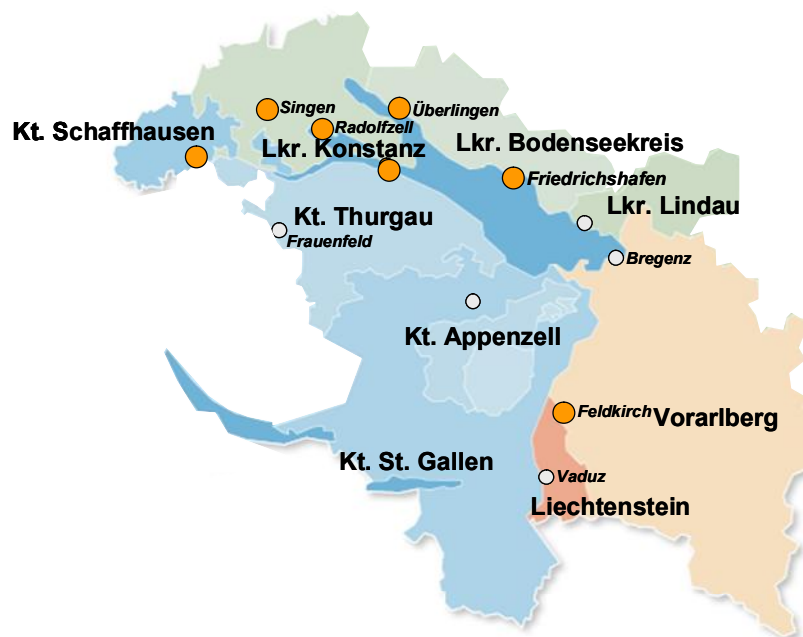 Singen
Überlingen
Kt. Schaffhausen
Radolfzell
Lkr. Konstanz
Lkr. Bodenseekreis
Friedrichshafen
Kt. Thurgau
Lkr. Lindau
Frauenfeld
Bregenz
Kt. Appenzell
Feldkirch
Vorarlberg
Kt. St. Gallen
Vaduz
Liechtenstein